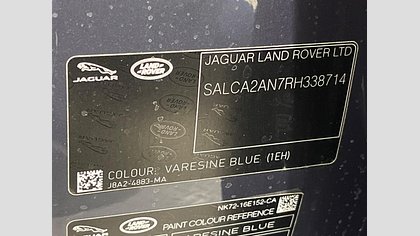 JAGUAR
LAND ROVER
JAGUAR LAND ROVER LTD
SALCA2AN7RH338714
COLOUR: VARESINE BLUE (1EH)
J8A2-4883-MA
NK72-16E152-CA
PAINT COLOUR REFERENCE